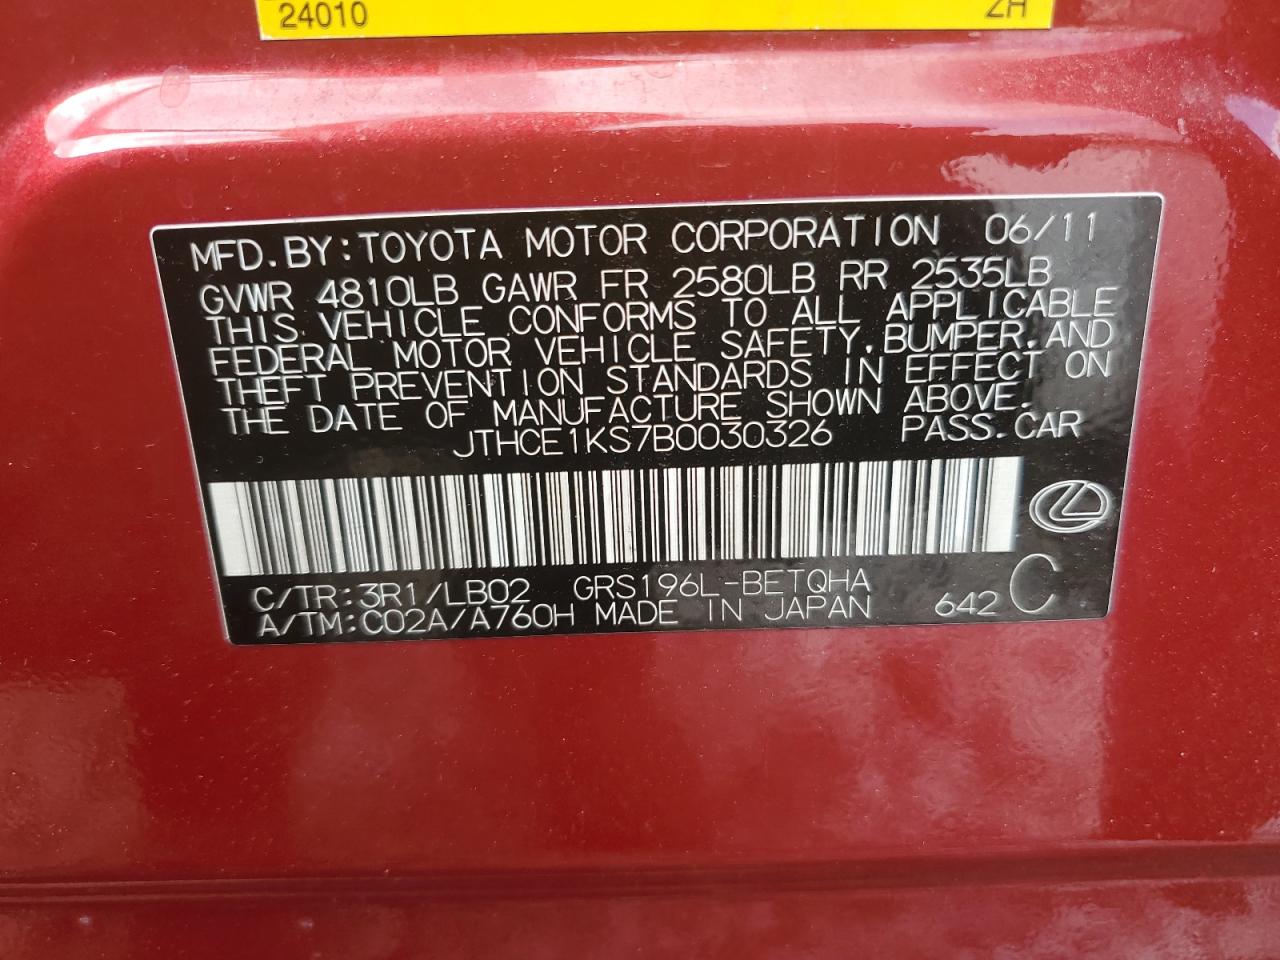 24010 ZH
MFD. BY: TOYOTA MOTOR CORPORATION 06/11
GVWR 4810LB GAWR FR 2580LB RR 2535LB
THIS VEHICLE CONFORMS TO ALL APPLICABLE
FEDERAL MOTOR VEHICLE SAFETY, BUMPER, AND
THEFT PREVENTION STANDARDS IN EFFECT ON
THE DATE OF MANUFACTURE SHOWN ABOVE.
JTHCE1KS7B0030326 PASS. CAR
C/TR: 3R1/LB02 GRS196L-BETQHA
A/TM: C02A/A760H MADE IN JAPAN 642 C